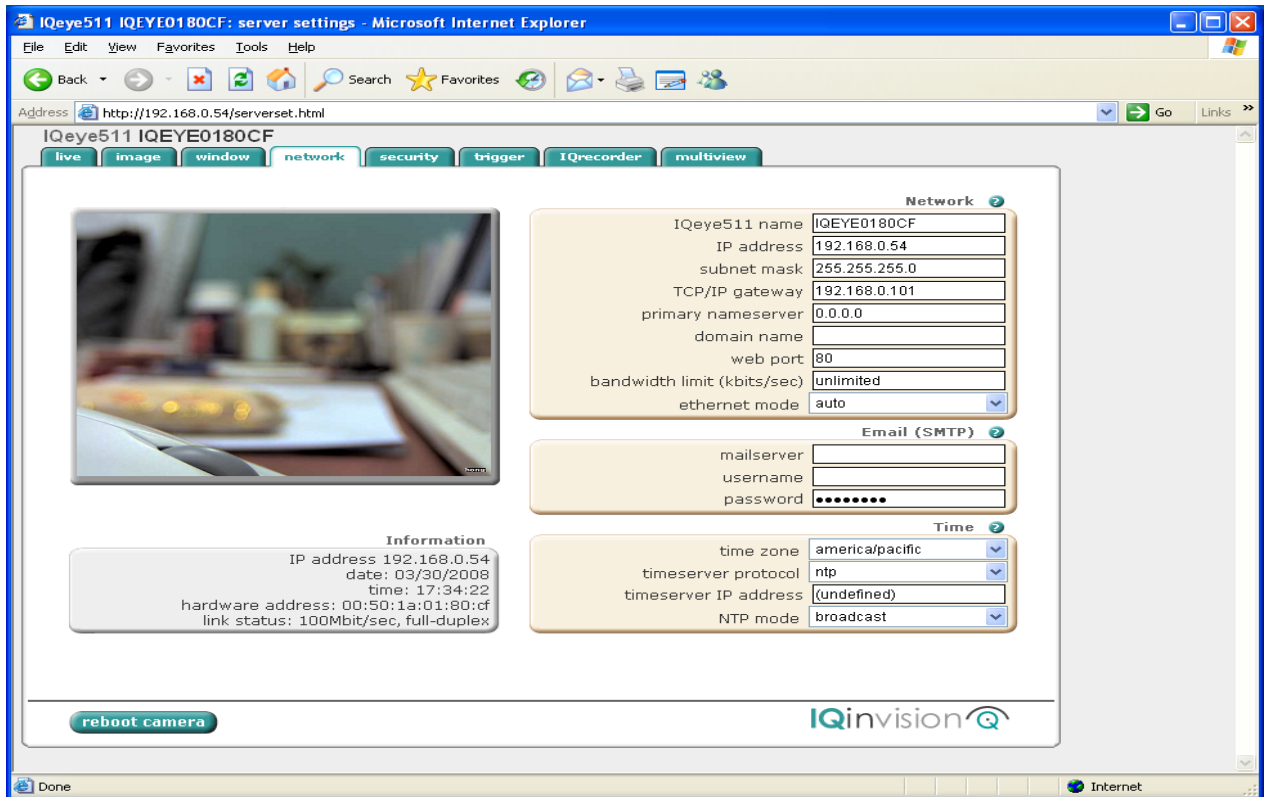 IQeye511 IQEYE0180CF: server settings - Microsoft Internet Explorer
File Edit View Favorites Tools Help
Back Search Favorites
Address http://192.168.0.54/serverset.html Go Links »
IQeye511 IQEYE0180CF
live image window network security trigger IQrecorder multiview
Network ?
IQeye511 name IQEYE0180CF
IP address 192.168.0.54
subnet mask 255.255.255.0
TCP/IP gateway 192.168.0.101
primary nameserver 0.0.0.0
domain name
web port 80
bandwidth limit (kbits/sec) unlimited
ethernet mode auto
Email (SMTP) ?
mailserver
username
password ••••••••
Time ?
time zone america/pacific
timeserver protocol ntp
timeserver IP address (undefined)
NTP mode broadcast
Information
IP address 192.168.0.54
date: 03/30/2008
time: 17:34:22
hardware address: 00:50:1a:01:80:cf
link status: 100Mbit/sec, full-duplex
reboot camera
IQinvision
Done Internet